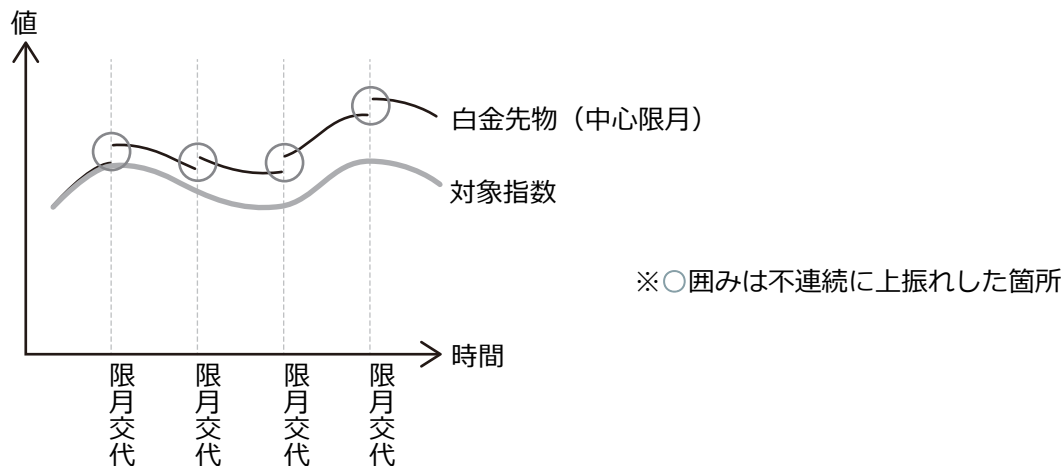 値
白金先物（中心限月）
対象指数
※○囲みは不連続に上振れした箇所
時間
限月交代
限月交代
限月交代
限月交代